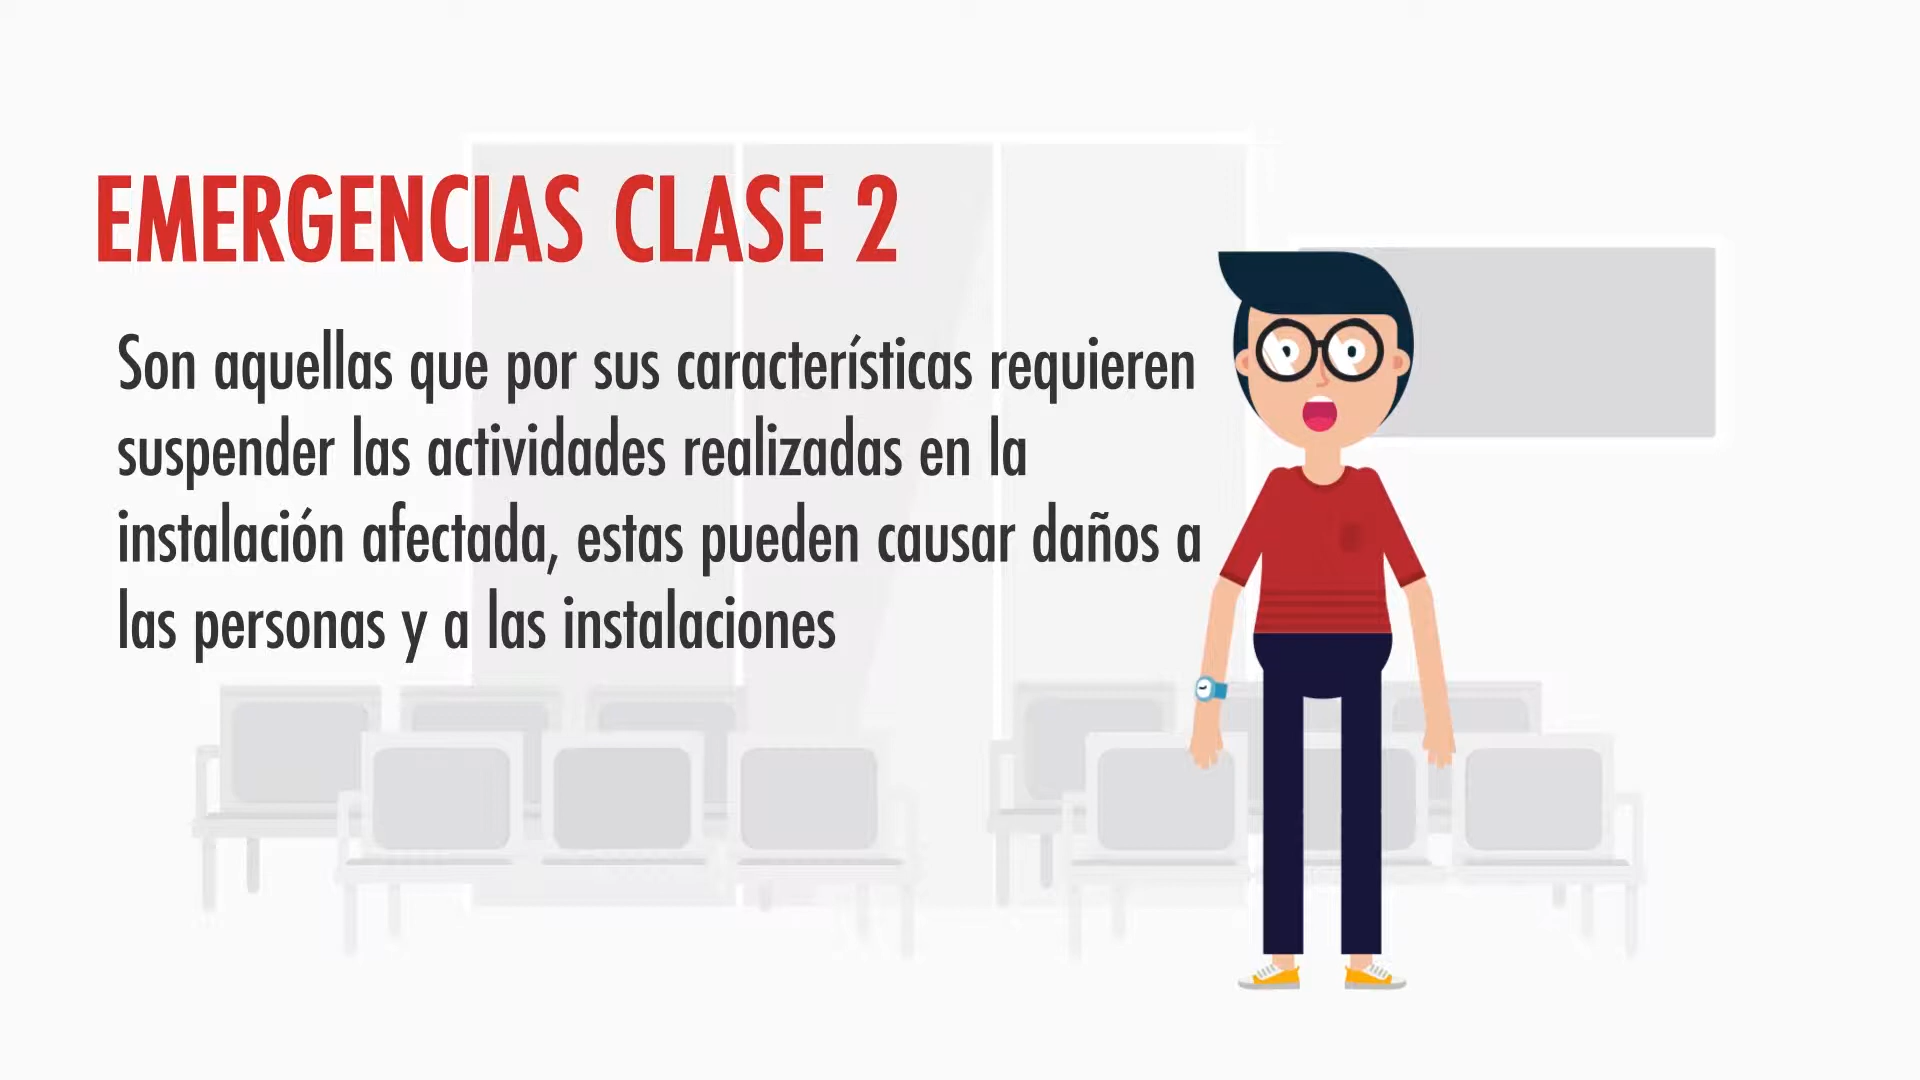 EMERGENCIAS CLASE 2
Son aquellas que por sus características requieren
suspender las actividades realizadas en la
instalación afectada, estas pueden causar daños a
las personas y a las instalaciones